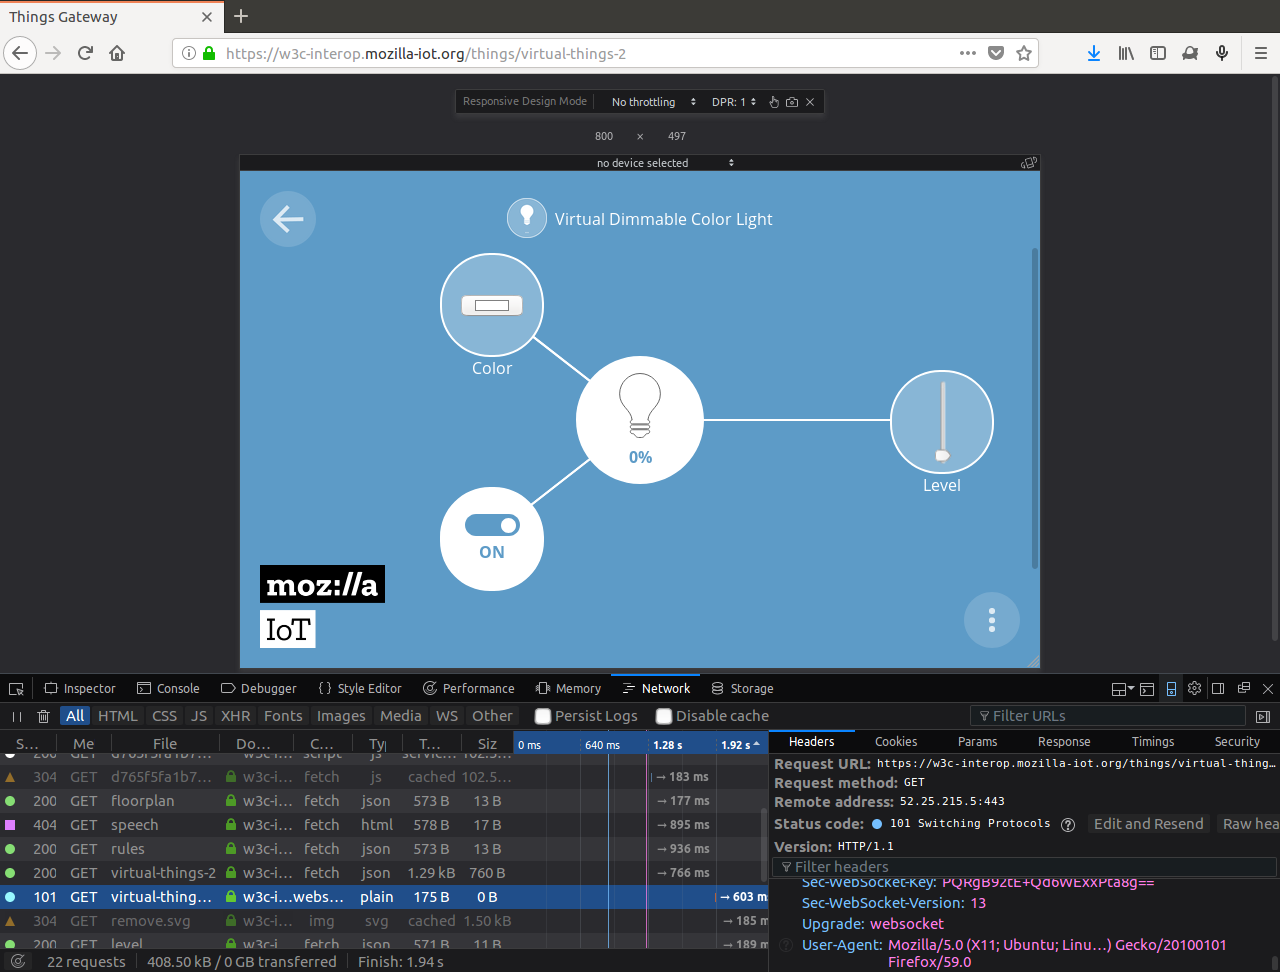 Things Gateway
https://w3c-interop.mozilla-iot.org/things/virtual-things-2
Responsive Design Mode No throttling DPR: 1
800 × 497
no device selected
Virtual Dimmable Color Light
Color
0%
Level
ON
moz://a
IoT
Inspector Console Debugger Style Editor Performance Memory Network Storage
All HTML CSS JS XHR Fonts Images Media WS Other Persist Logs Disable cache Filter URLs
S... Me File Do... C... Ty T... Siz 0 ms 640 ms 1.28 s 1.92 s
304 GET d765f5fa1b7... w3c-i... fetch js cached 102.5... → 183 ms
200 GET floorplan w3c-i... fetch json 573 B 13 B → 177 ms
404 GET speech w3c-i... fetch html 578 B 17 B → 895 ms
200 GET rules w3c-i... fetch json 573 B 13 B → 936 ms
200 GET virtual-things-2 w3c-i... fetch json 1.29 kB 760 B → 766 ms
101 GET virtual-thing... w3c-i... webs... plain 175 B 0 B → 603 m
304 GET remove.svg w3c-i... img svg cached 1.50 kB → 185 m
200 GET level w3c-i... fetch json 571 B 11 B → 189 m
22 requests 408.50 kB / 0 GB transferred Finish: 1.94 s
Headers Cookies Params Response Timings Security
Request URL: https://w3c-interop.mozilla-iot.org/things/virtual-thing...
Request method: GET
Remote address: 52.25.215.5:443
Status code: 101 Switching Protocols Edit and Resend Raw hea
Version: HTTP/1.1
Filter headers
Sec-WebSocket-Key: PQRgB92tE+Qd6WExxPta8g==
Sec-WebSocket-Version: 13
Upgrade: websocket
User-Agent: Mozilla/5.0 (X11; Ubuntu; Linu...) Gecko/20100101
Firefox/59.0